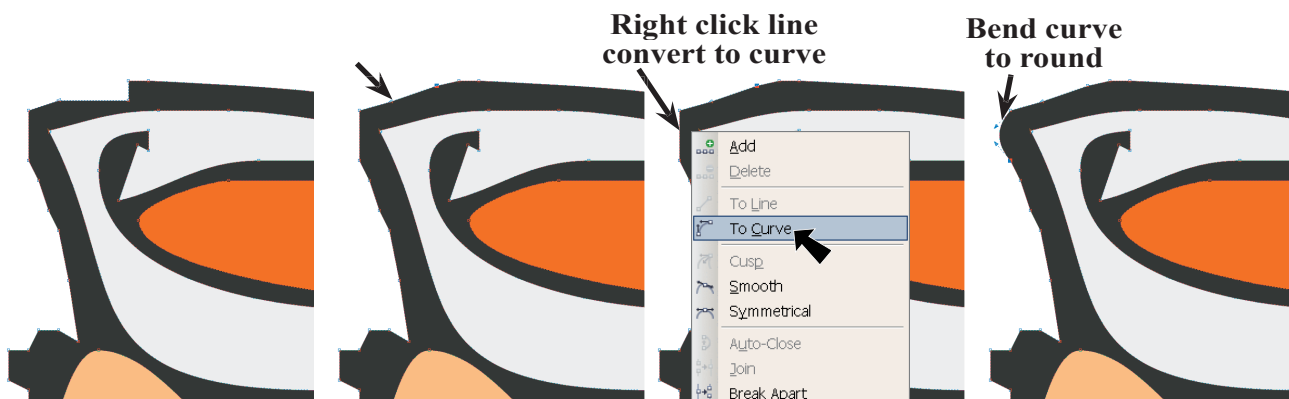 Right click line
convert to curve
Bend curve
to round
Add
Delete
To Line
To Curve
Cusp
Smooth
Symmetrical
Auto-Close
Join
Break Apart